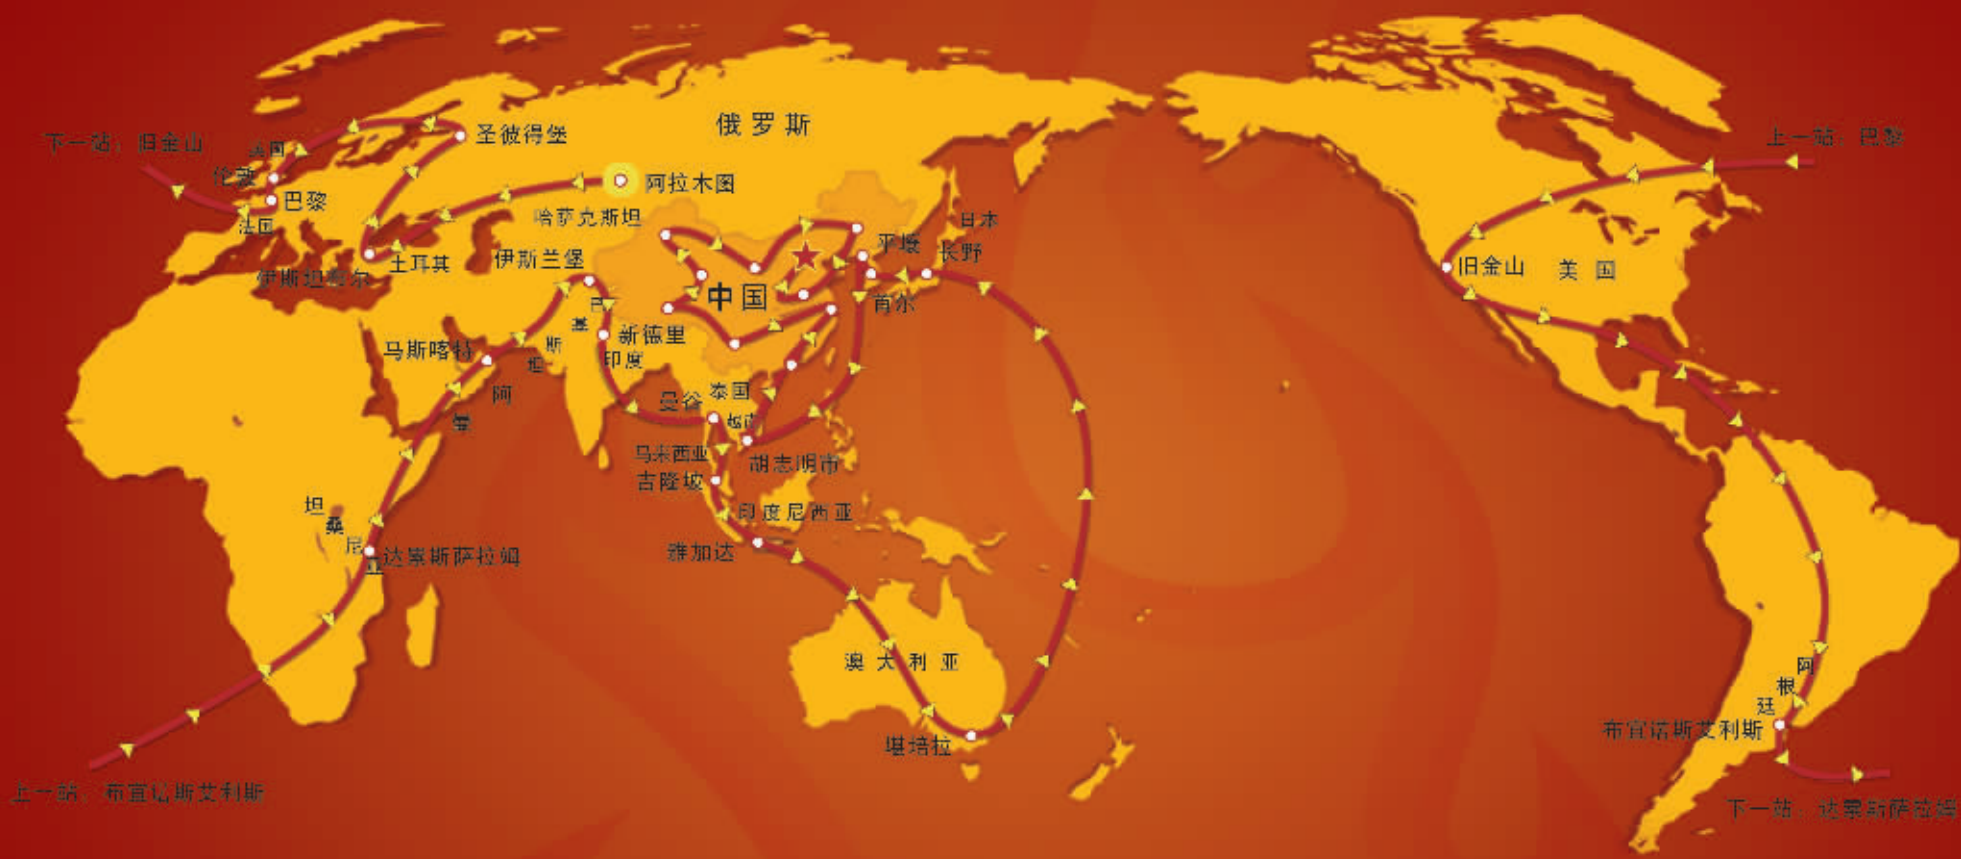 俄罗斯
下一站：旧金山
英国
圣彼得堡
上一站：巴黎
伦敦
阿拉木图
巴黎
哈萨克斯坦
法国
日本
平壤
长野
伊斯兰堡
土耳其
伊斯坦布尔
旧金山
美国
中国
首尔
巴基斯坦
新德里
印度
马斯喀特
阿曼
泰国
曼谷
越南
马来西亚
胡志明市
吉隆坡
坦桑尼亚
印度尼西亚
雅加达
达累斯萨拉姆
澳大利亚
阿根廷
布宜诺斯艾利斯
堪培拉
上一站：布宜诺斯艾利斯
下一站：达累斯萨拉姆